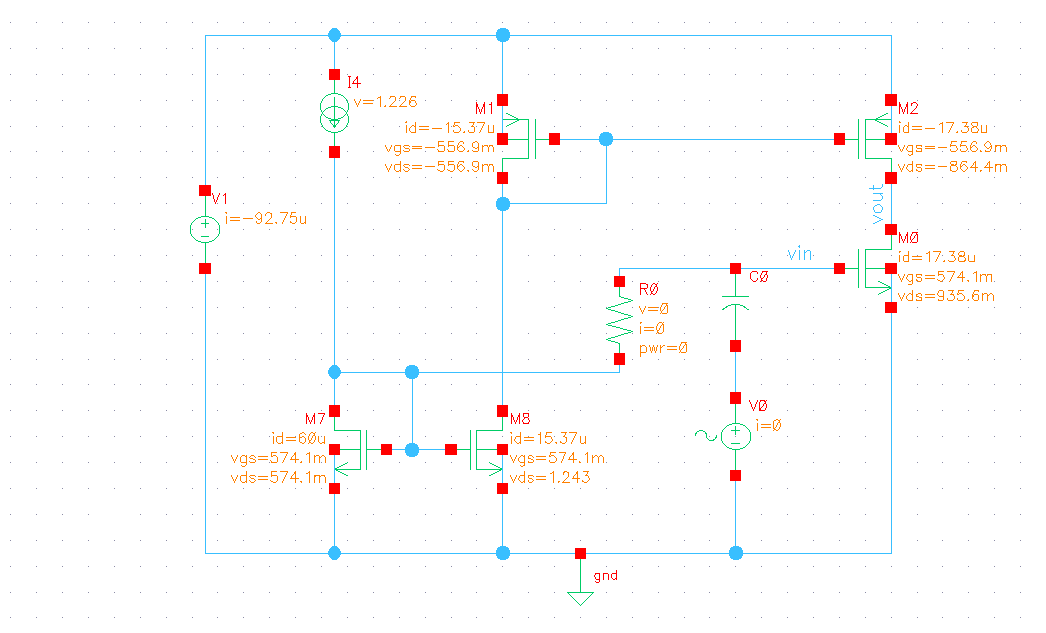 I4
v=1.226
M1
id=-15.37u
vgs=-556.9m
vds=-556.9m
M2
id=-17.38u
vgs=-556.9m
vds=-864.4m
V1
i=-92.75u
vout
vin
M0
id=17.38u
vgs=574.1m
vds=935.6m
C0
R0
v=0
i=0
pwr=0
V0
i=0
M7
id=60u
vgs=574.1m
vds=574.1m
M8
id=15.37u
vgs=574.1m
vds=1.243
gnd